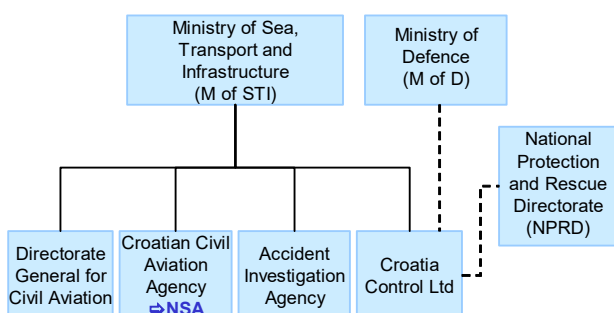 Ministry of Sea,
Transport and
Infrastructure
(M of STI)
Ministry of
Defence
(M of D)
National
Protection
and Rescue
Directorate
(NPRD)
Directorate
General for
Civil Aviation
Croatian Civil
Aviation
Agency
⇨NSA
Accident
Investigation
Agency
Croatia
Control Ltd